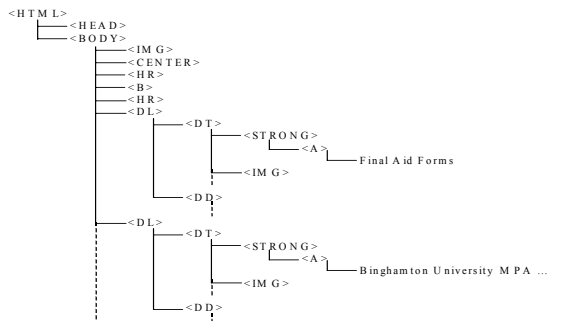 <HTML>
<HEAD>
<BODY>
<IMG>
<CENTER>
<HR>
<B>
<HR>
<DL>
<DT>
<STRONG>
<A>
Final Aid Forms
<IMG>
<DD>
<DL>
<DT>
<STRONG>
<A>
Binghamton University MPA ...
<IMG>
<DD>